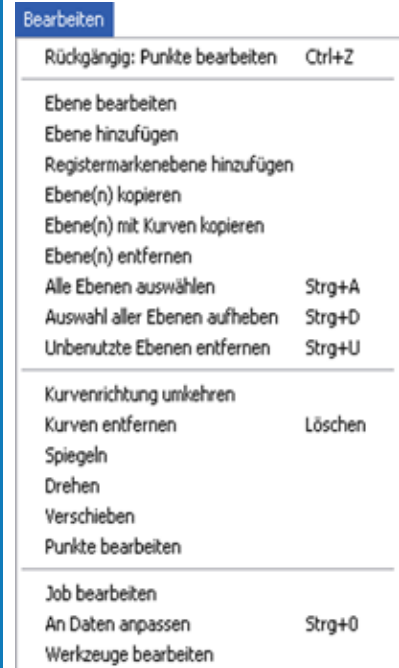 Bearbeiten
Rückgängig: Punkte bearbeiten Ctrl+Z
Ebene bearbeiten
Ebene hinzufügen
Registermarkenebene hinzufügen
Ebene(n) kopieren
Ebene(n) mit Kurven kopieren
Ebene(n) entfernen
Alle Ebenen auswählen Strg+A
Auswahl aller Ebenen aufheben Strg+D
Unbenutzte Ebenen entfernen Strg+U
Kurvenrichtung umkehren
Kurven entfernen Löschen
Spiegeln
Drehen
Verschieben
Punkte bearbeiten
Job bearbeiten
An Daten anpassen Strg+0
Werkzeuge bearbeiten